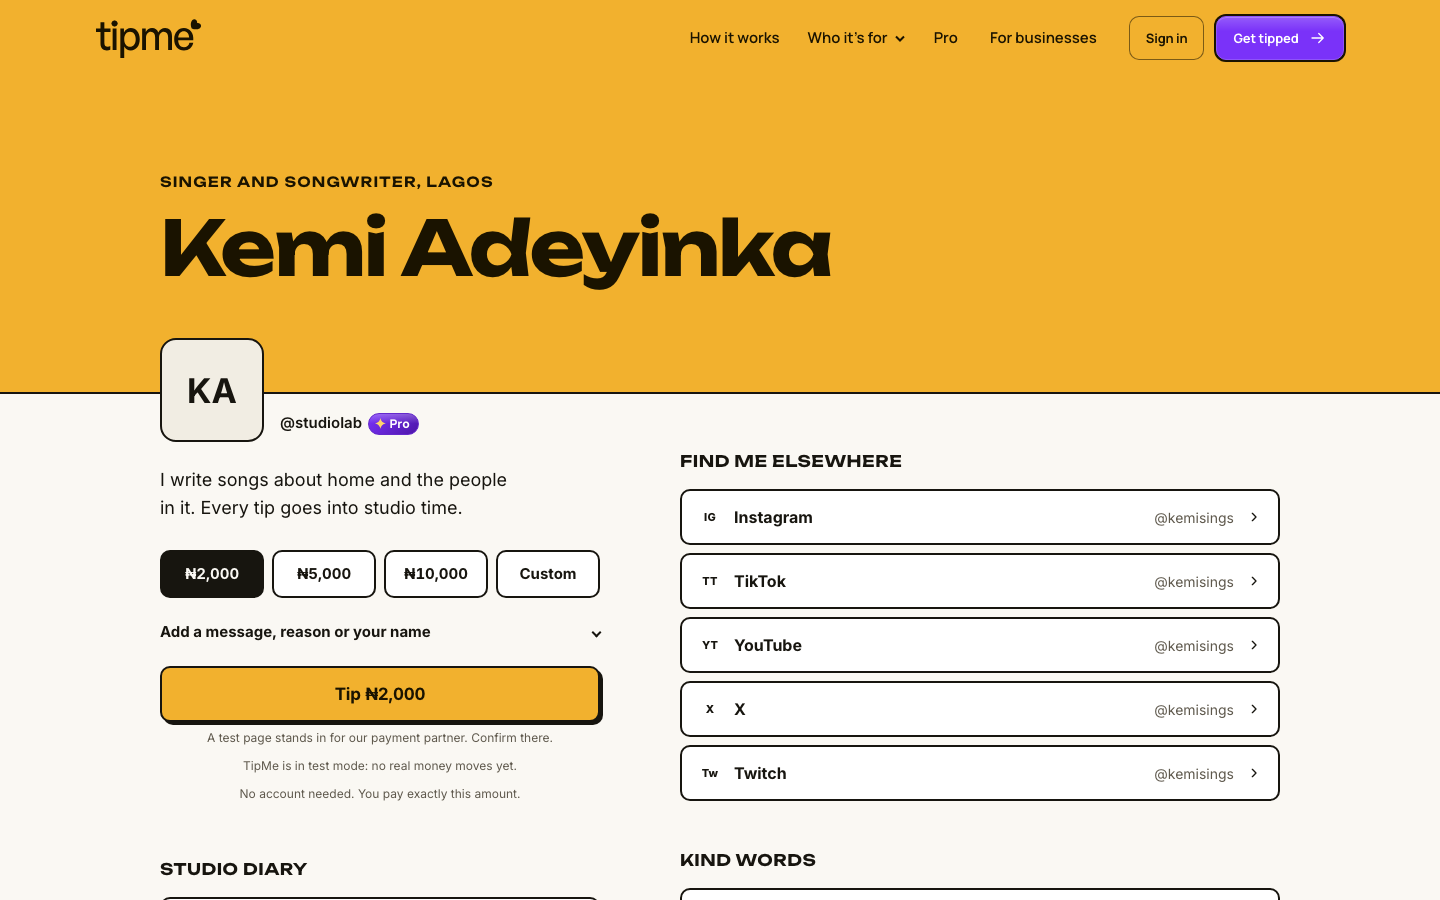 tipme
How it works
Who it's for
Pro
For businesses
Sign in
Get tipped
SINGER AND SONGWRITER, LAGOS
Kemi Adeyinka
KA
@studiolab
Pro
I write songs about home and the people
in it. Every tip goes into studio time.
₦2,000
₦5,000
₦10,000
Custom
Add a message, reason or your name
Tip ₦2,000
A test page stands in for our payment partner. Confirm there.
TipMe is in test mode: no real money moves yet.
No account needed. You pay exactly this amount.
STUDIO DIARY
FIND ME ELSEWHERE
IG Instagram @kemisings
TT TikTok @kemisings
YT YouTube @kemisings
X X @kemisings
Tw Twitch @kemisings
KIND WORDS